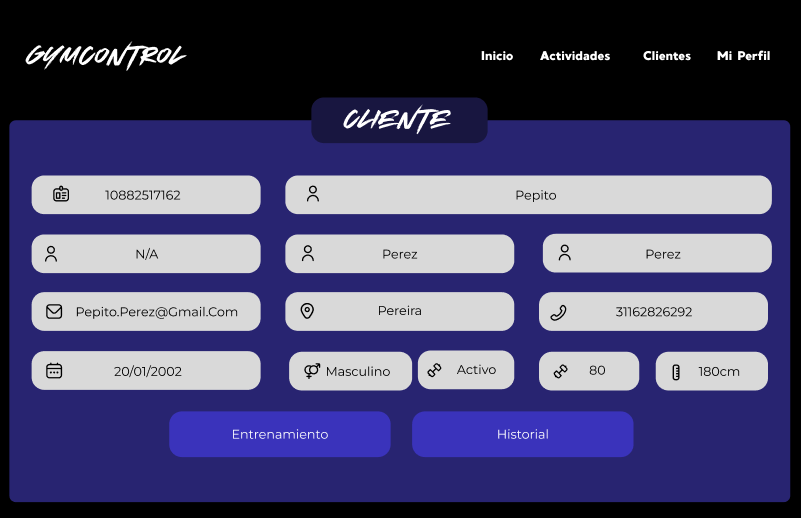 GYMCONTROL
Inicio Actividades Clientes Mi Perfil
CLIENTE
10882517162 Pepito
N/A Perez Perez
Pepito.Perez@Gmail.Com Pereira 31162826292
20/01/2002 Masculino Activo 80 180cm
Entrenamiento Historial